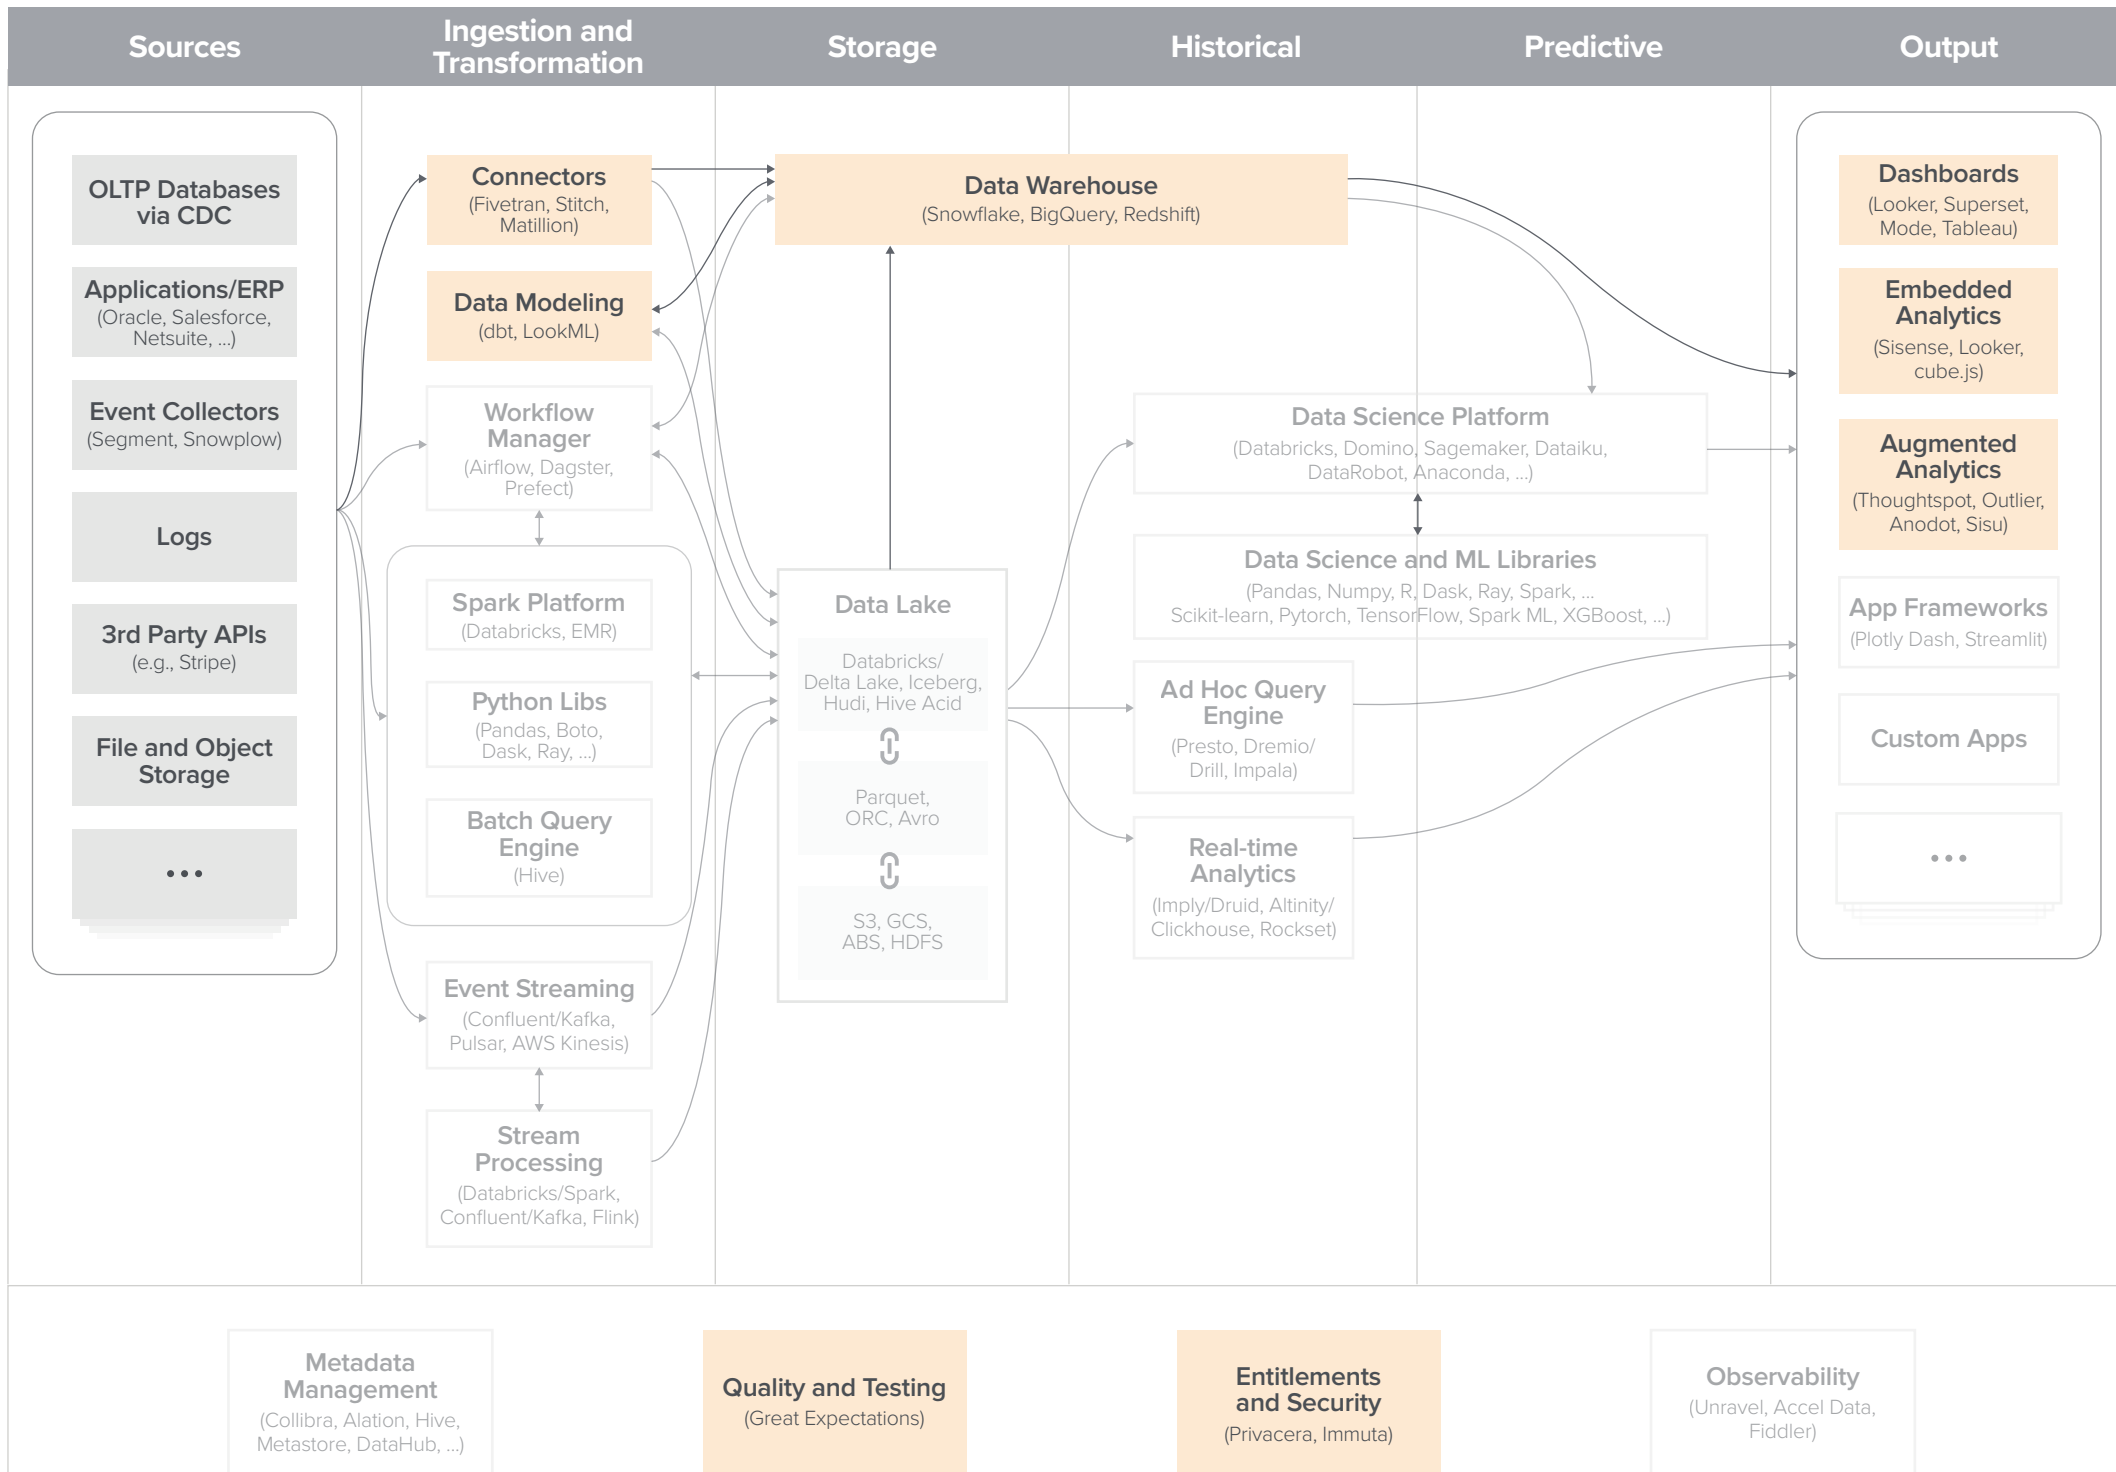 Sources
Ingestion and
Transformation
Storage
Historical
Predictive
Output
OLTP Databases
via CDC
Applications/ERP
(Oracle, Salesforce,
Netsuite, ...)
Event Collectors
(Segment, Snowplow)
Logs
3rd Party APIs
(e.g., Stripe)
File and Object
Storage
...
Connectors
(Fivetran, Stitch,
Matillion)
Data Modeling
(dbt, LookML)
Workflow
Manager
(Airflow, Dagster,
Prefect)
Spark Platform
(Databricks, EMR)
Python Libs
(Pandas, Boto,
Dask, Ray, ...)
Batch Query
Engine
(Hive)
Event Streaming
(Confluent/Kafka,
Pulsar, AWS Kinesis)
Stream
Processing
(Databricks/Spark,
Confluent/Kafka, Flink)
Data Warehouse
(Snowflake, BigQuery, Redshift)
Data Lake
Databricks/
Delta Lake, Iceberg,
Hudi, Hive Acid
Parquet,
ORC, Avro
S3, GCS,
ABS, HDFS
Data Science Platform
(Databricks, Domino, Sagemaker, Dataiku,
DataRobot, Anaconda, ...)
Data Science and ML Libraries
(Pandas, Numpy, R, Dask, Ray, Spark, ...
Scikit-learn, Pytorch, TensorFlow, Spark ML, XGBoost, ...)
Ad Hoc Query
Engine
(Presto, Dremio/
Drill, Impala)
Real-time
Analytics
(Imply/Druid, Altinity/
Clickhouse, Rockset)
Dashboards
(Looker, Superset,
Mode, Tableau)
Embedded
Analytics
(Sisense, Looker,
cube.js)
Augmented
Analytics
(Thoughtspot, Outlier,
Anodot, Sisu)
App Frameworks
(Plotly Dash, Streamlit)
Custom Apps
...
Metadata
Management
(Collibra, Alation, Hive,
Metastore, DataHub, ...)
Quality and Testing
(Great Expectations)
Entitlements
and Security
(Privacera, Immuta)
Observability
(Unravel, Accel Data,
Fiddler)